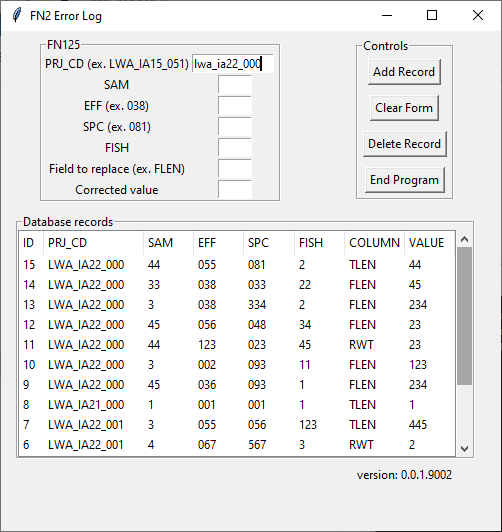 FN2 Error Log
FN125
PRJ_CD (ex. LWA_IA15_051) lwa_ia22_000
SAM
EFF (ex. 038)
SPC (ex. 081)
FISH
Field to replace (ex. FLEN)
Corrected value
Controls
Add Record
Clear Form
Delete Record
End Program
Database records
ID PRJ_CD SAM EFF SPC FISH COLUMN VALUE
15 LWA_IA22_000 44 055 081 2 TLEN 44
14 LWA_IA22_000 33 038 033 22 FLEN 45
13 LWA_IA22_000 3 038 334 2 FLEN 234
12 LWA_IA22_000 45 056 048 34 FLEN 23
11 LWA_IA22_000 44 123 023 45 RWT 23
10 LWA_IA22_000 3 002 093 11 FLEN 123
9 LWA_IA22_000 45 036 093 1 FLEN 234
8 LWA_IA21_000 1 001 001 1 TLEN 1
7 LWA_IA22_001 3 055 056 123 TLEN 445
6 LWA_IA22_001 4 067 567 3 RWT 2
version: 0.0.1.9002